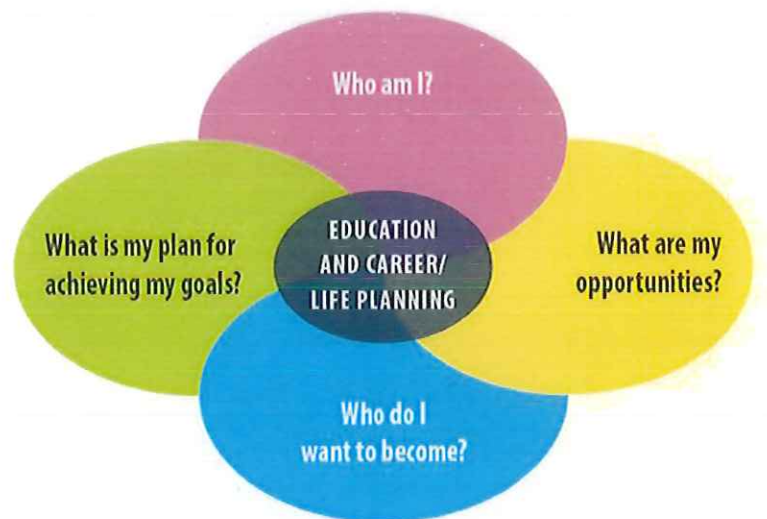 Who am I?
What are my
opportunities?
Who do I
want to become?
What is my plan for
achieving my goals?
EDUCATION
AND CAREER/
LIFE PLANNING